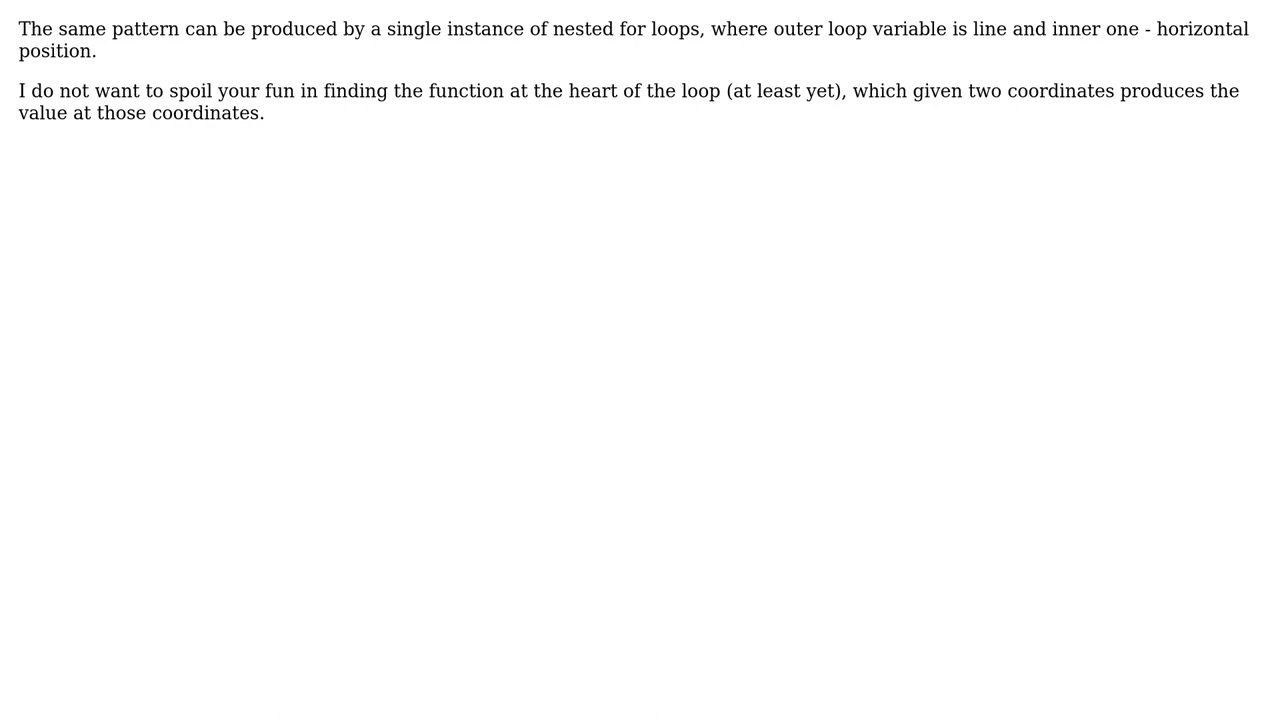 The same pattern can be produced by a single instance of nested for loops, where outer loop variable is line and inner one - horizontal
position.
I do not want to spoil your fun in finding the function at the heart of the loop (at least yet), which given two coordinates produces the
value at those coordinates.